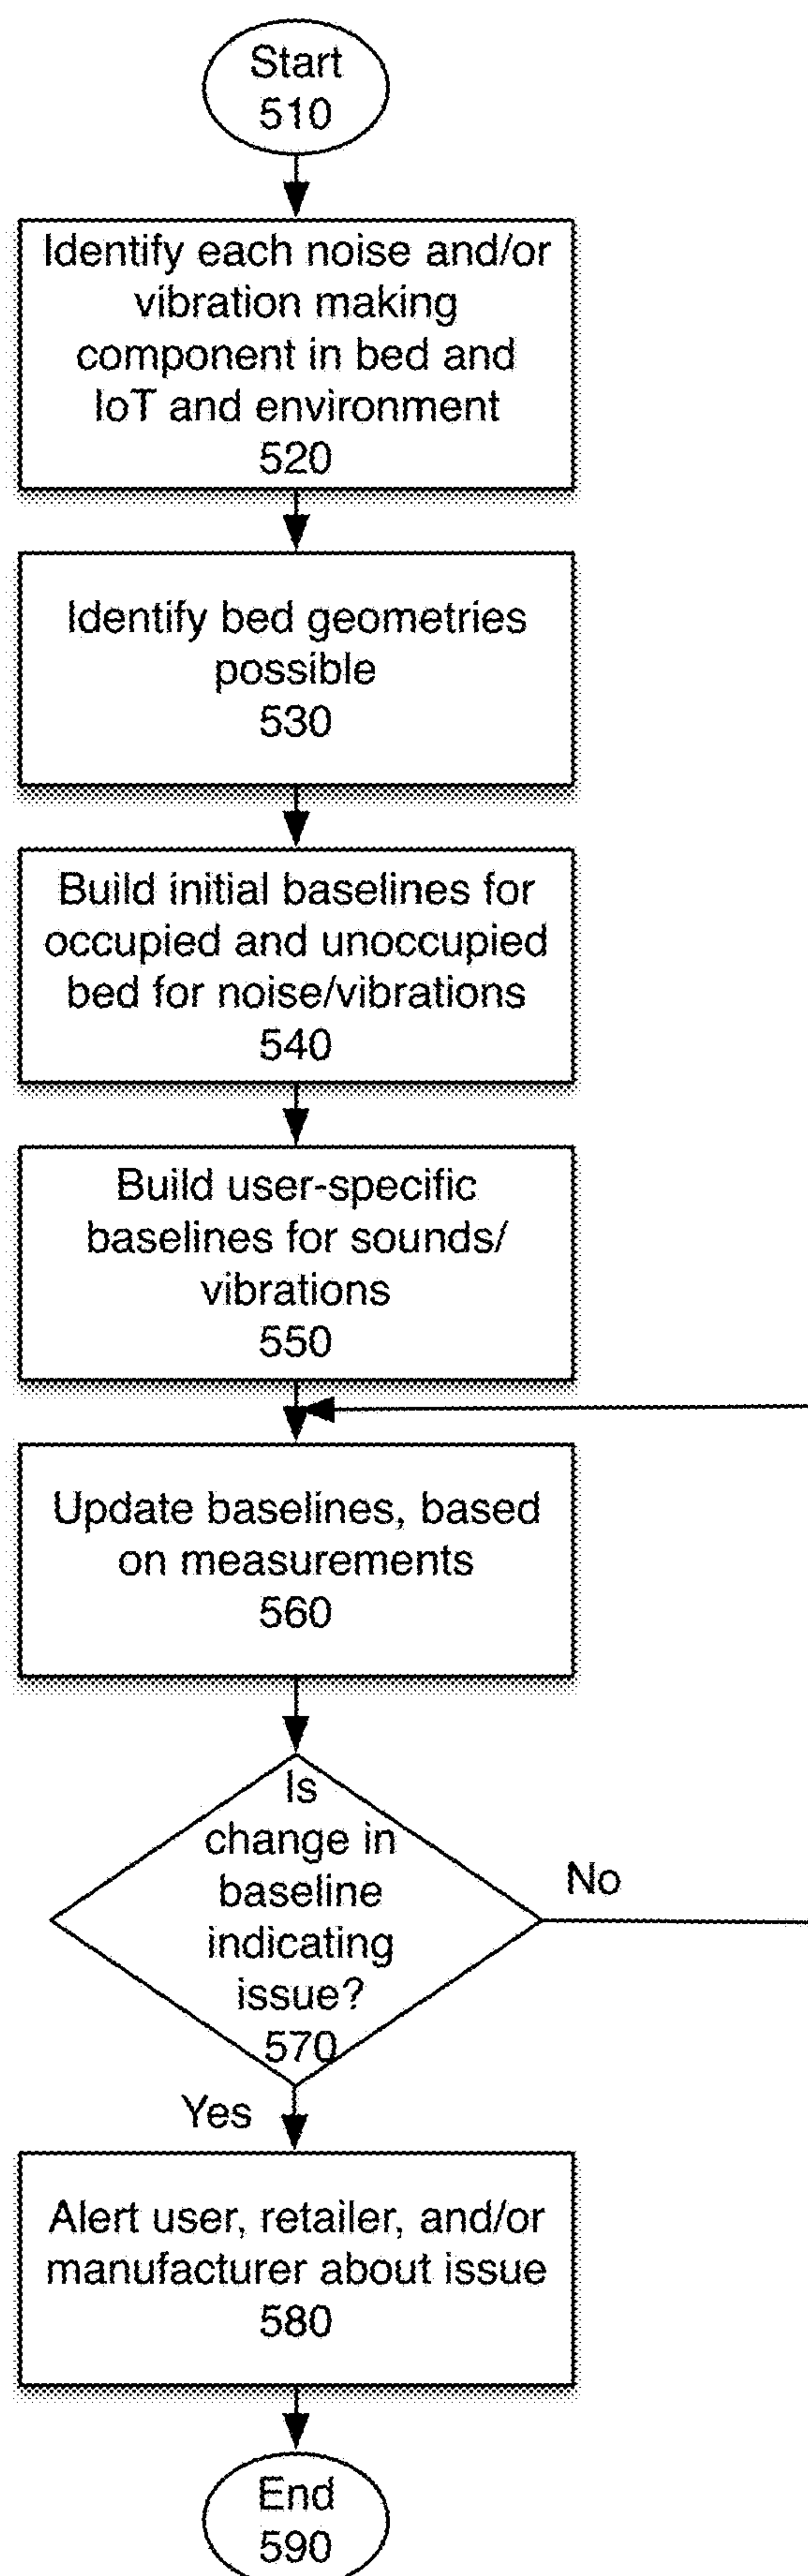 Start
510
Identify each noise and/or
vibration making
component in bed and
IoT and environment
520
Identify bed geometries
possible
530
Build initial baselines for
occupied and unoccupied
bed for noise/vibrations
540
Build user-specific
baselines for sounds/
vibrations
550
Update baselines, based
on measurements
560
Is
change in
baseline
indicating
issue?
570
No
Yes
Alert user, retailer, and/or
manufacturer about issue
580
End
590